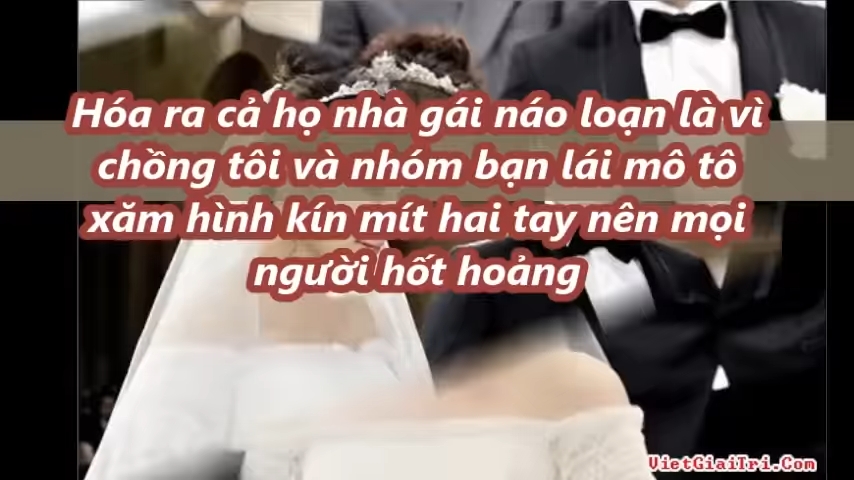 Hóa ra cả họ nhà gái náo loạn là vì
chồng tôi và nhóm bạn lái mô tô
xăm hình kín mít hai tay nên mọi
người hốt hoảng
VietGiaiTri.Com